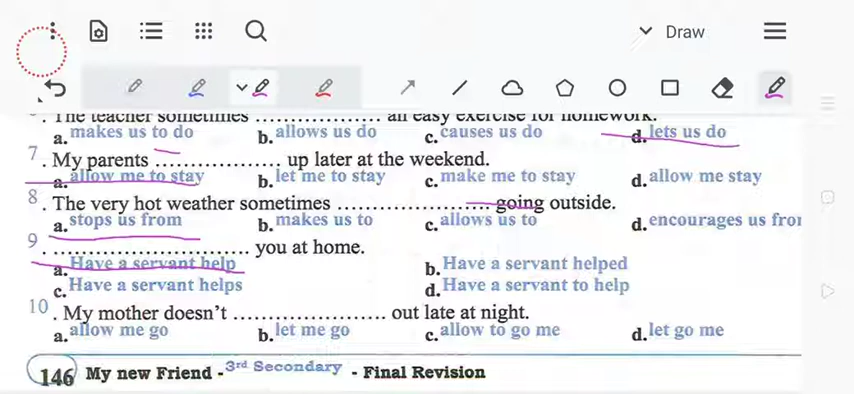 Draw
. The teacher sometimes ................ an easy exercise for homework.
a. makes us to do b. allows us do c. causes us do d. lets us do
7. My parents ................ up later at the weekend.
a. allow me to stay b. let me to stay c. make me to stay d. allow me stay
8. The very hot weather sometimes ...................going outside.
a. stops us from b. makes us to c. allows us to d. encourages us from
9. ......................... you at home.
a. Have a servant help b. Have a servant helped
c. Have a servant helps d. Have a servant to help
10. My mother doesn't ................... out late at night.
a. allow me go b. let me go c. allow to go me d. let go me
146 My new Friend - 3rd Secondary - Final Revision